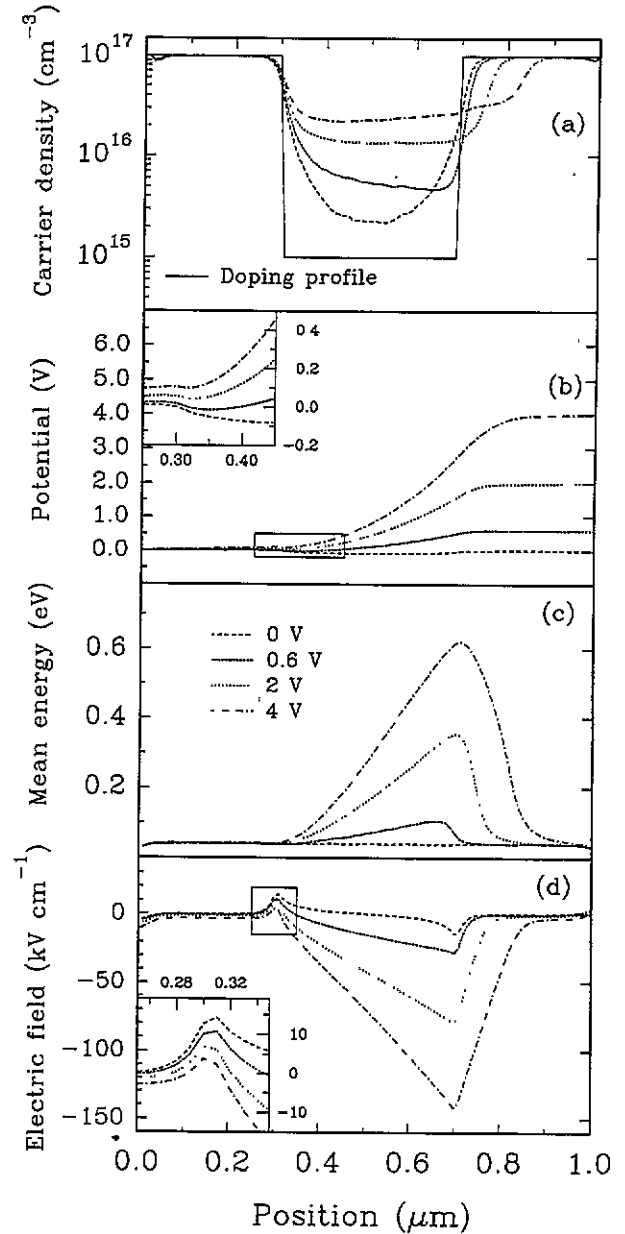 Carrier density (cm⁻³)
10¹⁷
10¹⁶
10¹⁵
(a)
Doping profile
Potential (V)
6.0
5.0
4.0
3.0
2.0
1.0
0.0
(b)
0.4
0.2
0.0
−0.2
0.30 0.40
Mean energy (eV)
0.6
0.4
0.2
(c)
0 V
0.6 V
2 V
4 V
Electric field (kV cm⁻¹)
0
−50
−100
−150
(d)
0.28 0.32
10
0
−10
0.0 0.2 0.4 0.6 0.8 1.0
Position (μm)